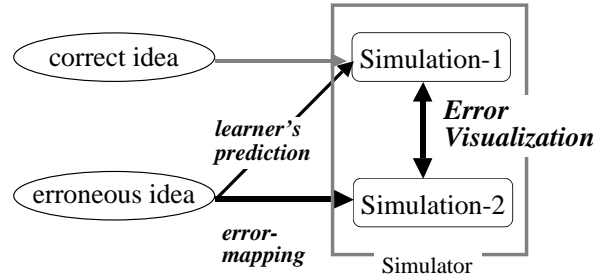 correct idea
Simulation-1
Error
Visualization
learner's
prediction
erroneous idea
Simulation-2
error-
mapping
Simulator